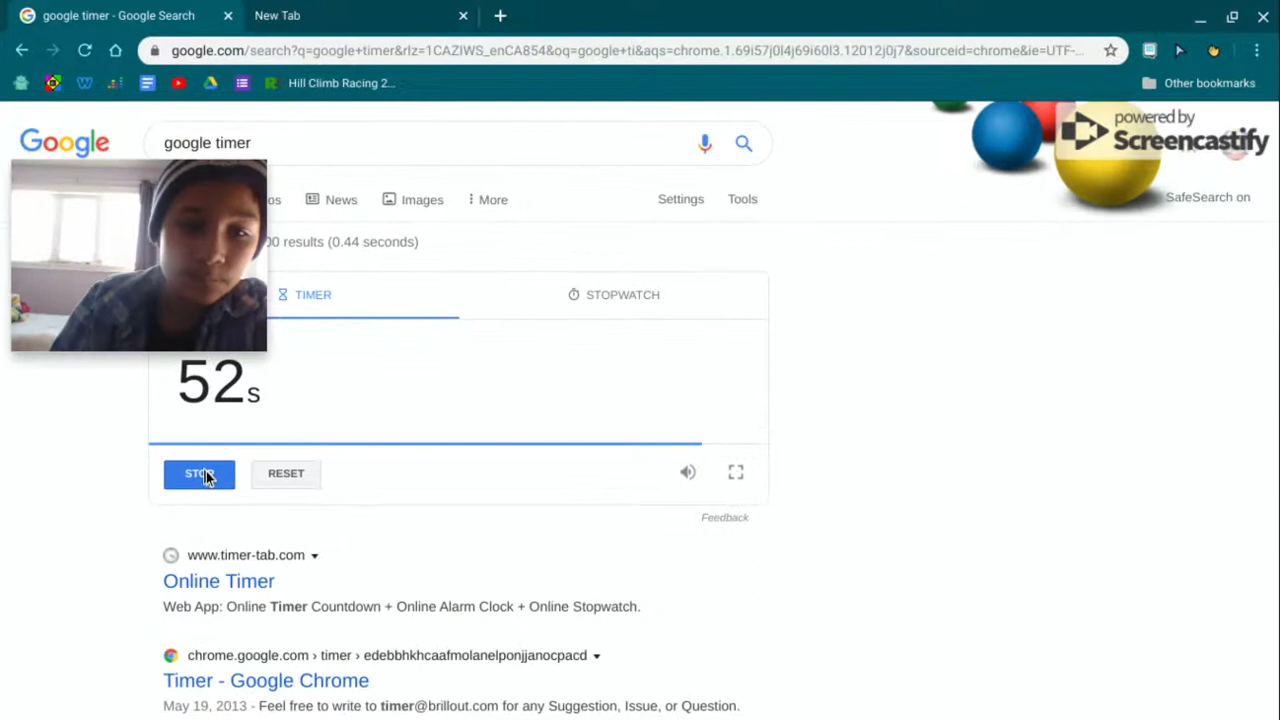 google timer - Google Search
New Tab
google.com/search?q=google+timer&rlz=1CAZIWS_enCA854&oq=google+ti&aqs=chrome.1.69i57j0l4j69i60l3.12012j0j7&sourceid=chrome&ie=UTF-...
Hill Climb Racing 2...
Other bookmarks
Google
google timer
powered by
Screencastify
News
Images
More
Settings
Tools
SafeSearch on
results (0.44 seconds)
TIMER
STOPWATCH
52s
STOP
RESET
Feedback
www.timer-tab.com
Online Timer
Web App: Online Timer Countdown + Online Alarm Clock + Online Stopwatch.
chrome.google.com › timer › edebbhkhcaafmolanelponjjanocpacd
Timer - Google Chrome
May 19, 2013 - Feel free to write to timer@brillout.com for any Suggestion, Issue, or Question.